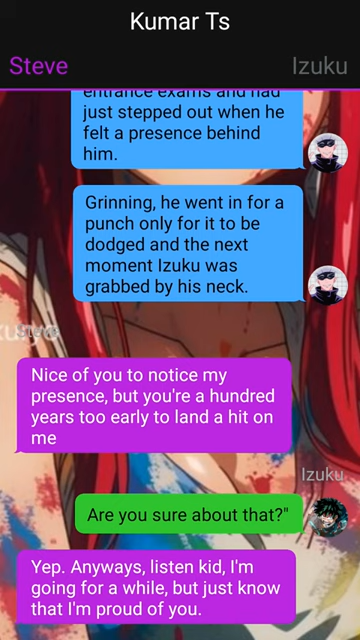 Kumar Ts
Steve
Izuku
entrance exams and had
just stepped out when he
felt a presence behind
him.
Grinning, he went in for a
punch only for it to be
dodged and the next
moment Izuku was
grabbed by his neck.
Nice of you to notice my
presence, but you're a hundred
years too early to land a hit on
me
Izuku
Are you sure about that?"
Yep. Anyways, listen kid, I'm
going for a while, but just know
that I'm proud of you.